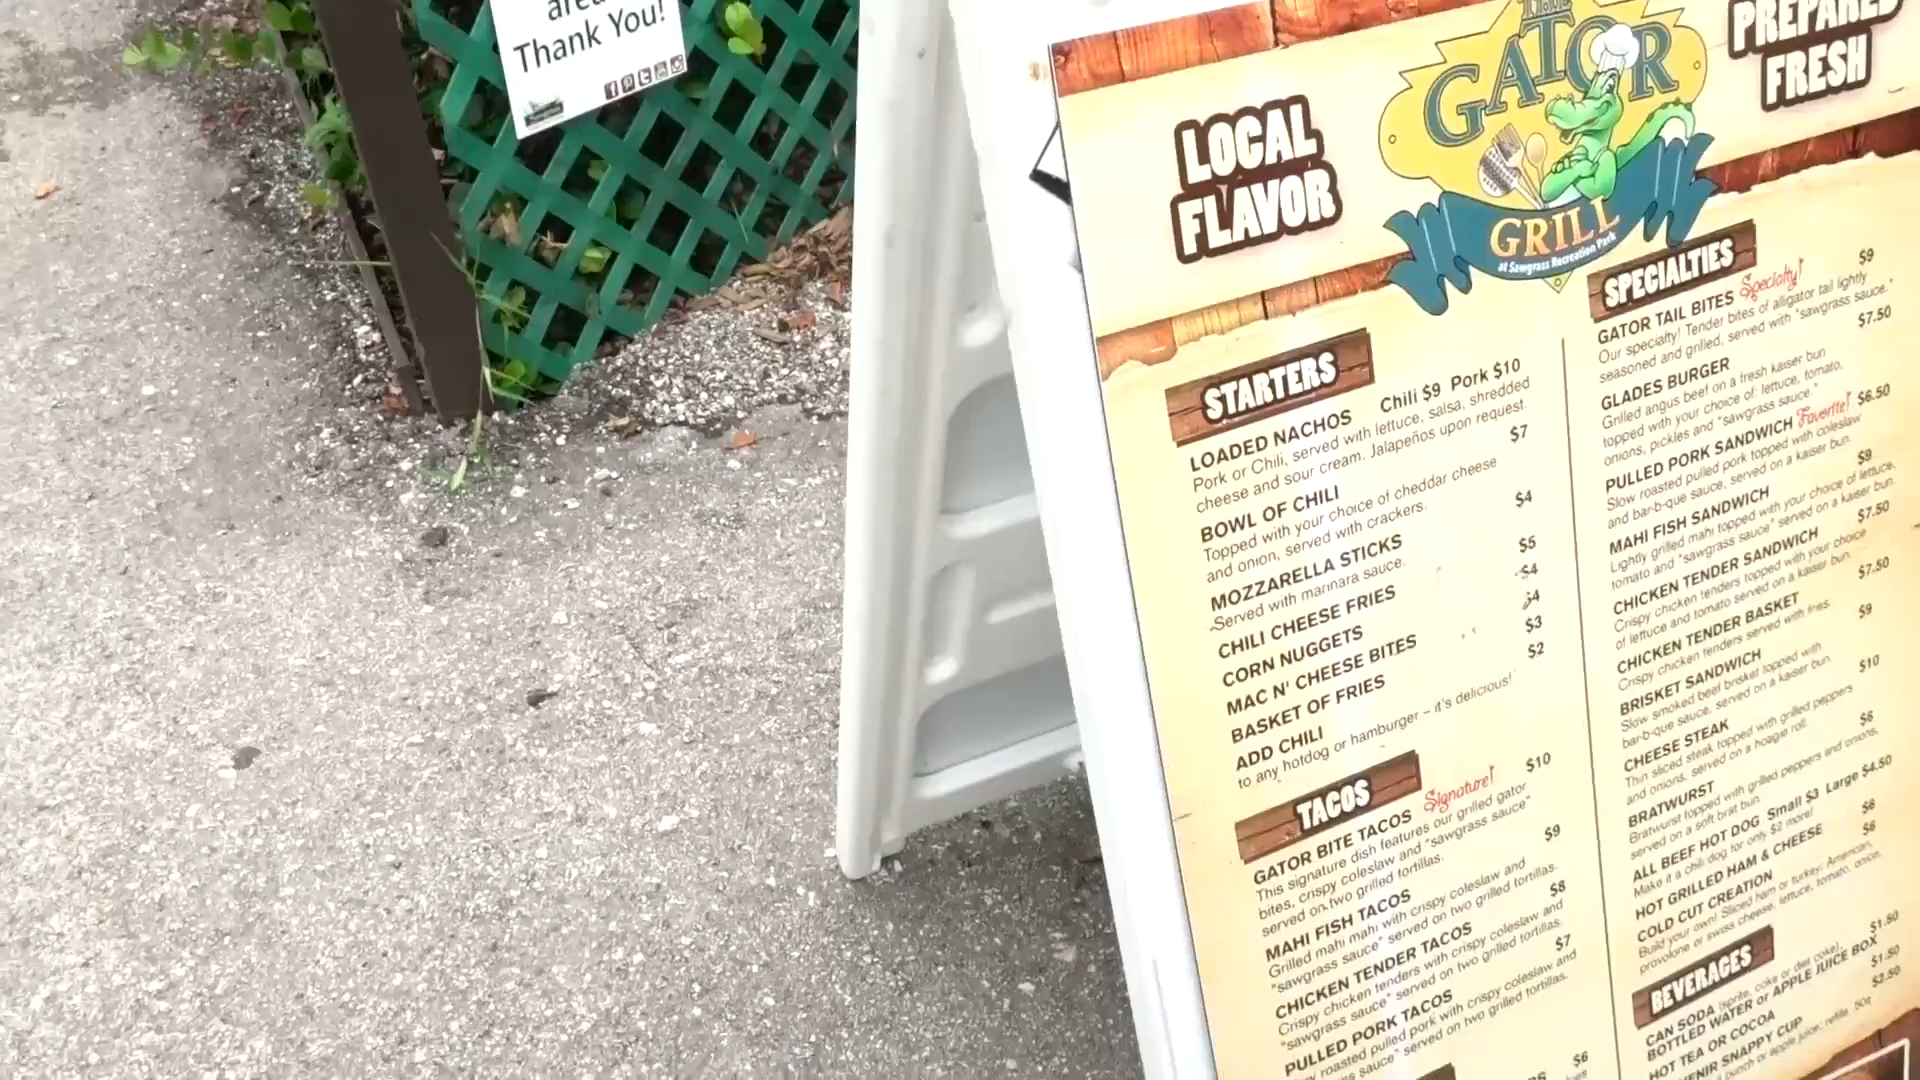 Thank You!
LOCAL
FLAVOR
THE
GATOR
GRILL
at Sawgrass Recreation Park
PREPARED
FRESH
STARTERS
LOADED NACHOS Chili $9 Pork $10
Pork or Chili, served with lettuce, salsa, shredded
cheese and sour cream. Jalapeños upon request.
BOWL OF CHILI $7
Topped with your choice of cheddar cheese
and onion, served with crackers.
MOZZARELLA STICKS $4
Served with marinara sauce.
CHILI CHEESE FRIES $5
CORN NUGGETS $4
MAC N' CHEESE BITES $4
BASKET OF FRIES $3
ADD CHILI $2
to any hotdog or hamburger – it's delicious!
TACOS
GATOR BITE TACOS Signature! $10
This signature dish features our grilled gator
bites, crispy coleslaw and "sawgrass sauce"
served on two grilled tortillas.
MAHI FISH TACOS $9
Grilled mahi mahi with crispy coleslaw and
"sawgrass sauce" served on two grilled tortillas.
CHICKEN TENDER TACOS $8
Crispy chicken tenders with crispy coleslaw and
"sawgrass sauce" served on two grilled tortillas.
PULLED PORK TACOS $7
roasted pulled pork with crispy coleslaw and
sauce" served on two grilled tortillas.
$6
SPECIALTIES
GATOR TAIL BITES Specialty! $9
Our specialty! Tender bites of alligator tail lightly
seasoned and grilled, served with "sawgrass sauce."
GLADES BURGER $7.50
Grilled angus beef on a fresh kaiser bun
topped with your choice of: lettuce, tomato,
onions, pickles and "sawgrass sauce."
PULLED PORK SANDWICH Favorite! $6.50
Slow roasted pulled pork topped with coleslaw
and bar-b-que sauce, served on a kaiser bun.
MAHI FISH SANDWICH $9
Lightly grilled mahi topped with your choice of lettuce,
tomato and "sawgrass sauce" served on a kaiser bun.
CHICKEN TENDER SANDWICH $7.50
Crispy chicken tenders topped with your choice
of lettuce and tomato served on a kaiser bun.
CHICKEN TENDER BASKET $7.50
Crispy chicken tenders served with fries.
BRISKET SANDWICH $9
Slow smoked beef brisket topped with
bar-b-que sauce, served on a kaiser bun.
CHEESE STEAK $10
Thin sliced steak topped with grilled peppers
and onions, served on a hoagie roll.
BRATWURST $6
Bratwurst topped with grilled peppers and onions,
served on a soft brat bun.
ALL BEEF HOT DOG Small $3 Large $4.50
Make it a chili dog for only $2 more!
HOT GRILLED HAM & CHEESE $6
COLD CUT CREATION $6
Build your own! Sliced ham or turkey, American,
provolone or swiss cheese, lettuce, tomato, onion.
BEVERAGES
CAN SODA (sprite, coke or diet coke) $1.50
BOTTLED WATER or APPLE JUICE BOX $1.50
HOT TEA OR COCOA
SNAPPY CUP